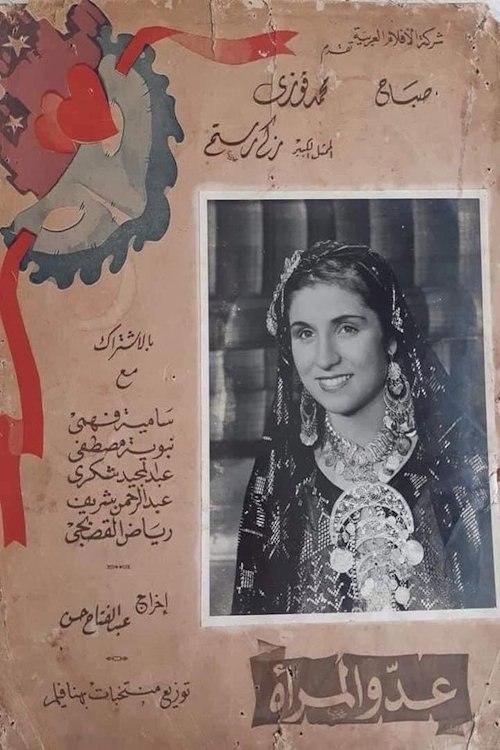 شركة الأفلام العربية تقدم
صباح محمد فوزي
الممثل الكبير زكي رستم
بالاشتراك
مع
سامية فهمي
نبوية مصطفى
عبد المجيد شكري
عبد الرحمن شريف
رياض القصبجي
إخراج
عبد الفتاح حسن
توزيع منتخبات بهنا فيلم
عدو المرأة